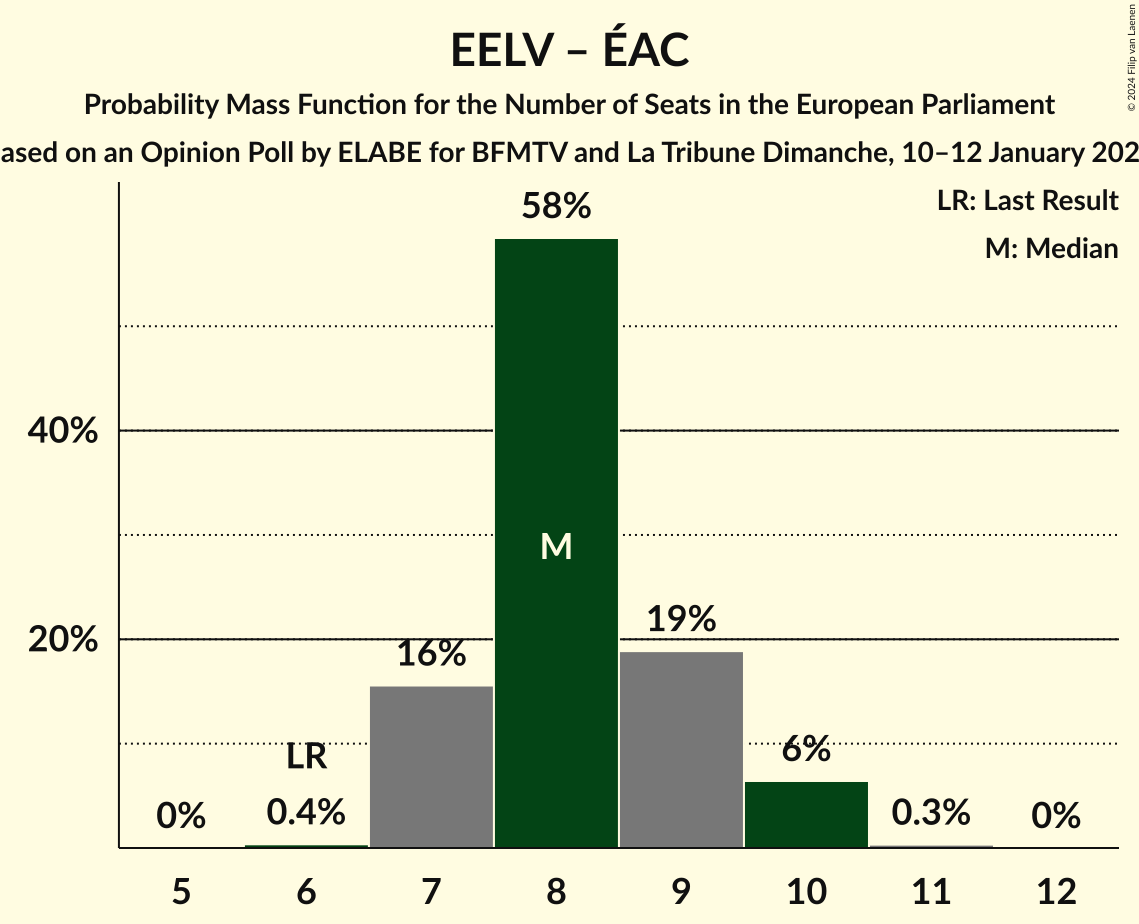 © 2024 Filip van Laenen
EELV – ÉAC
Probability Mass Function for the Number of Seats in the European Parliament
ased on an Opinion Poll by ELABE for BFMTV and La Tribune Dimanche, 10–12 January 202
LR: Last Result
M: Median
58%
40%
M
20%
19%
16%
LR
6%
0%
0.4%
0.3%
0%
5 6 7 8 9 10 11 12